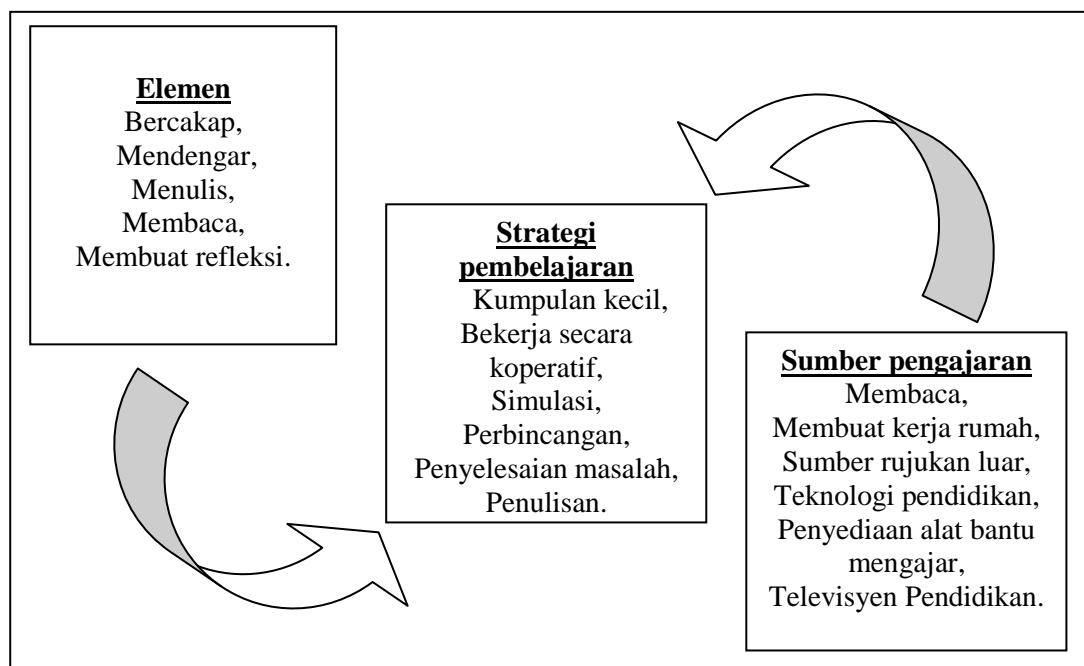 Elemen
Bercakap,
Mendengar,
Menulis,
Membaca,
Membuat refleksi.
Strategi
pembelajaran
Kumpulan kecil,
Bekerja secara
koperatif,
Simulasi,
Perbincangan,
Penyelesaian masalah,
Penulisan.
Sumber pengajaran
Membaca,
Membuat kerja rumah,
Sumber rujukan luar,
Teknologi pendidikan,
Penyediaan alat bantu
mengajar,
Televisyen Pendidikan.